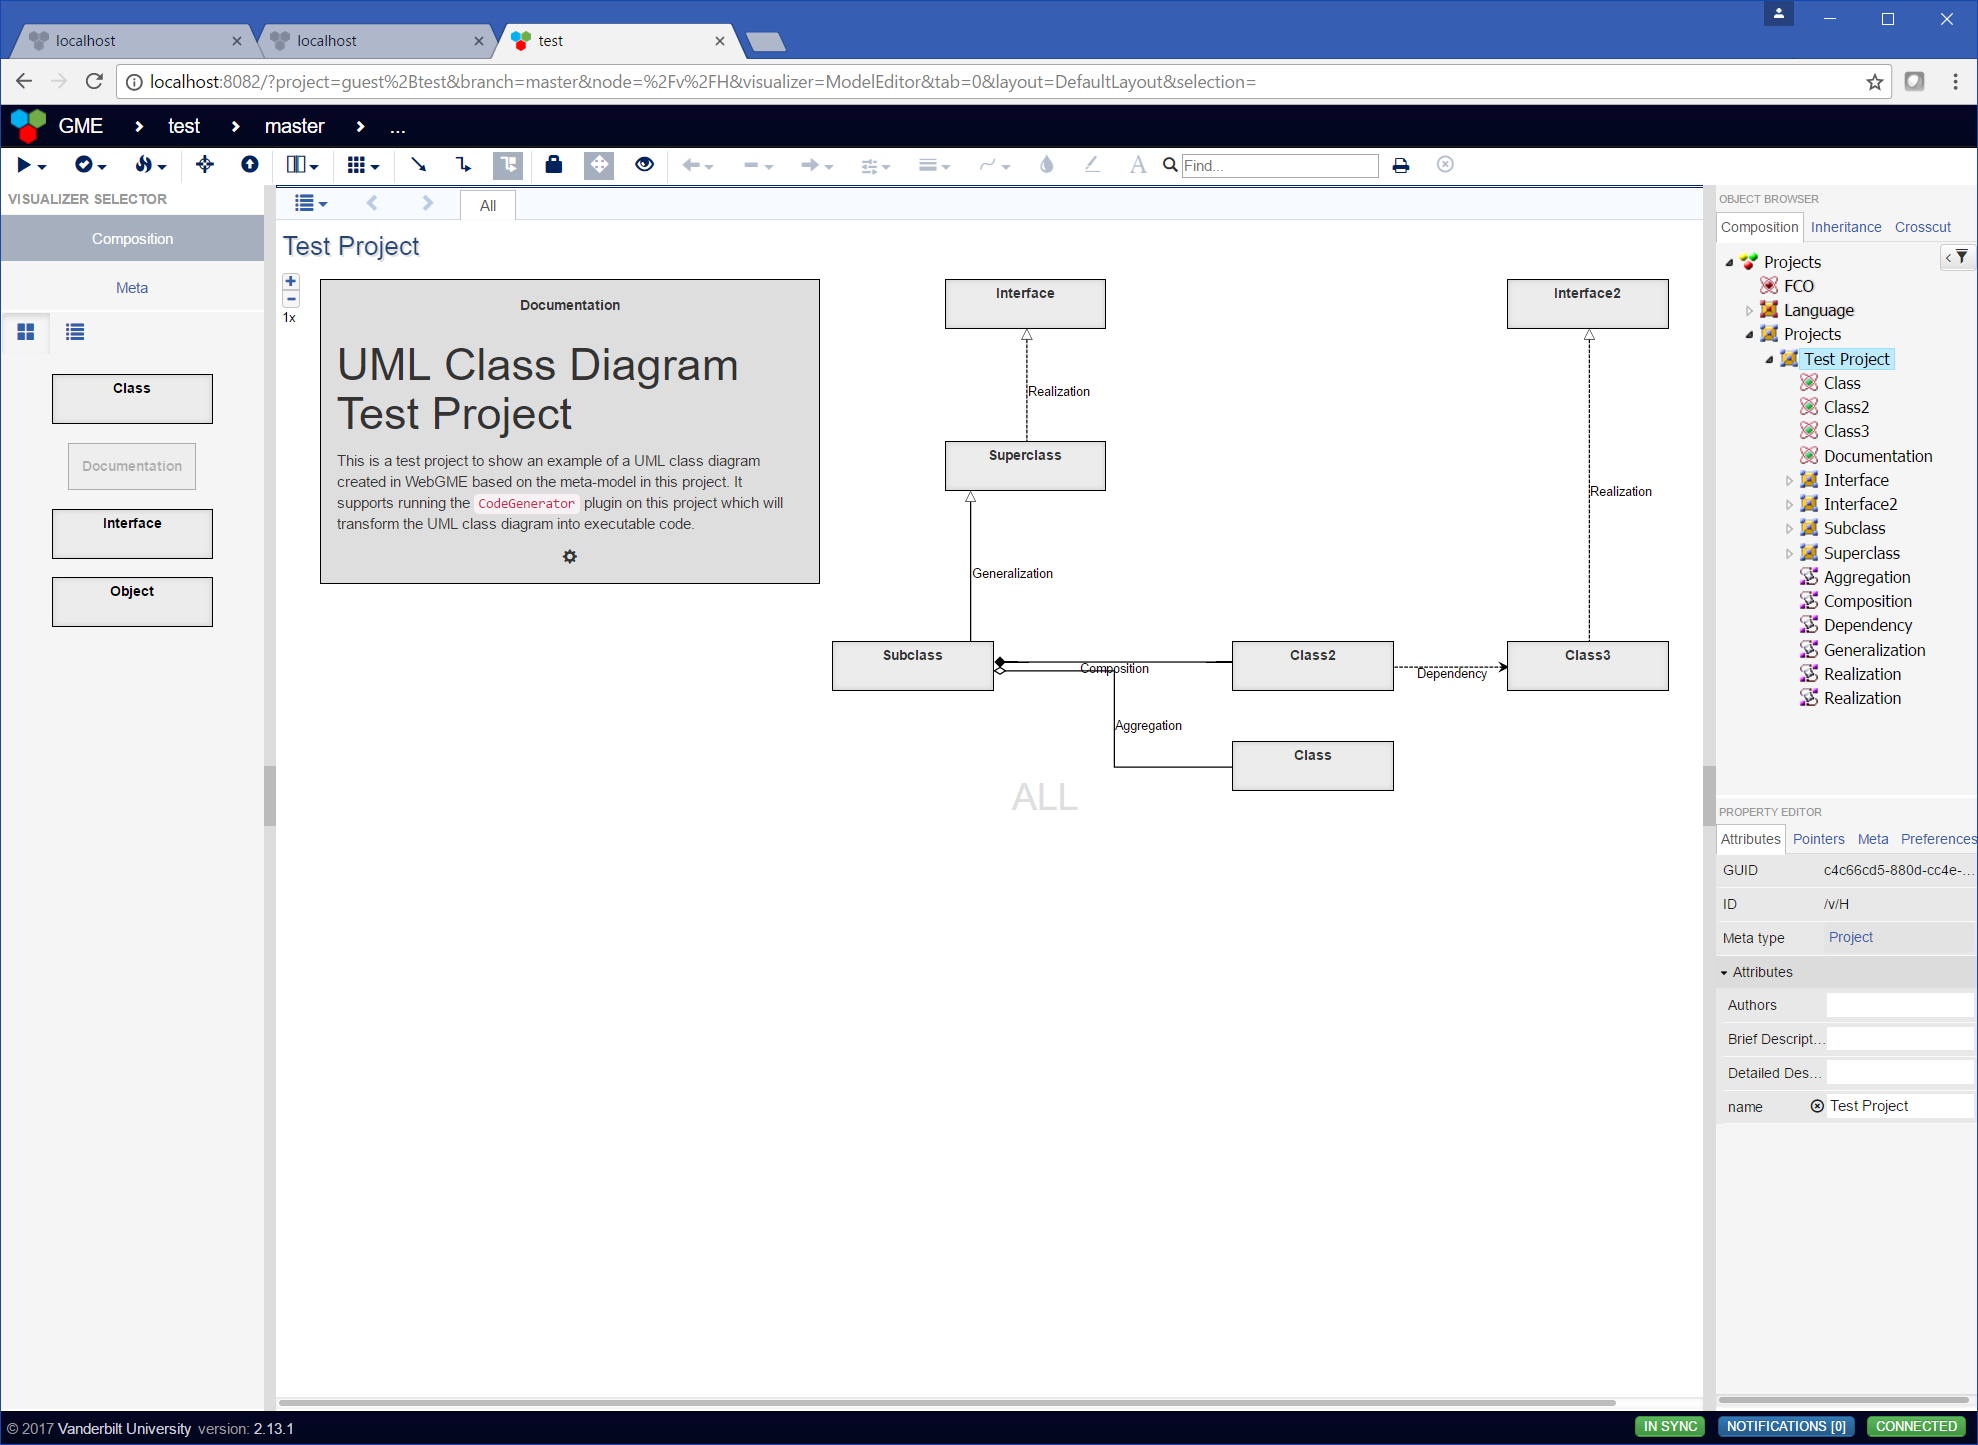 localhost
localhost
test
localhost:8082/?project=guest%2Btest&branch=master&node=%2Fv%2FH&visualizer=ModelEditor&tab=0&layout=DefaultLayout&selection=
GME
test
master
...
A
Find...
VISUALIZER SELECTOR
Composition
Meta
Class
Documentation
Interface
Object
All
Test Project
1x
Documentation
UML Class Diagram
Test Project
This is a test project to show an example of a UML class diagram
created in WebGME based on the meta-model in this project. It
supports running the CodeGenerator plugin on this project which will
transform the UML class diagram into executable code.
Interface
Interface2
Realization
Superclass
Realization
Generalization
Subclass
Composition
Class2
Dependency
Class3
Aggregation
Class
ALL
OBJECT BROWSER
Composition
Inheritance
Crosscut
Projects
FCO
Language
Projects
Test Project
Class
Class2
Class3
Documentation
Interface
Interface2
Subclass
Superclass
Aggregation
Composition
Dependency
Generalization
Realization
Realization
PROPERTY EDITOR
Attributes
Pointers
Meta
Preferences
GUID c4c66cd5-880d-cc4e-...
ID /v/H
Meta type Project
Attributes
Authors
Brief Descript...
Detailed Des...
name Test Project
© 2017 Vanderbilt University version: 2.13.1
IN SYNC
NOTIFICATIONS [0]
CONNECTED